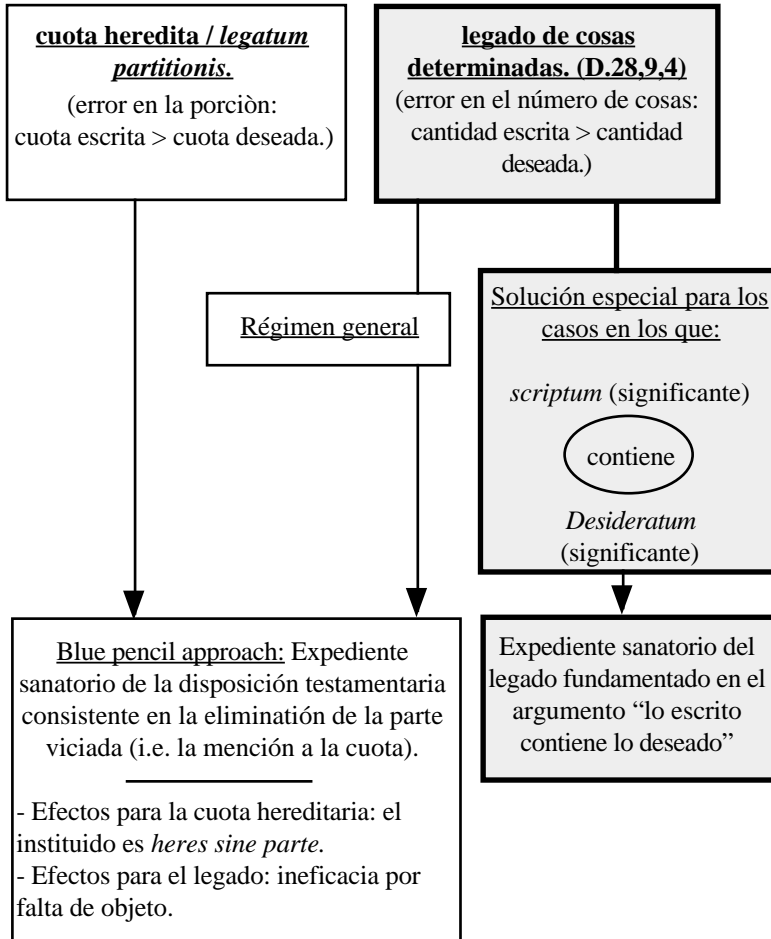 cuota heredita / legatum
partitionis.
(error en la porciòn:
cuota escrita > cuota deseada.)
legado de cosas
determinadas. (D.28,9,4)
(error en el número de cosas:
cantidad escrita > cantidad
deseada.)
Régimen general
Solución especial para los
casos en los que:
scriptum (significante)
contiene
Desideratum
(significante)
Blue pencil approach: Expediente
sanatorio de la disposición testamentaria
consistente en la eliminatión de la parte
viciada (i.e. la mención a la cuota).
- Efectos para la cuota hereditaria: el
instituido es heres sine parte.
- Efectos para el legado: ineficacia por
falta de objeto.
Expediente sanatorio del
legado fundamentado en el
argumento “lo escrito
contiene lo deseado”